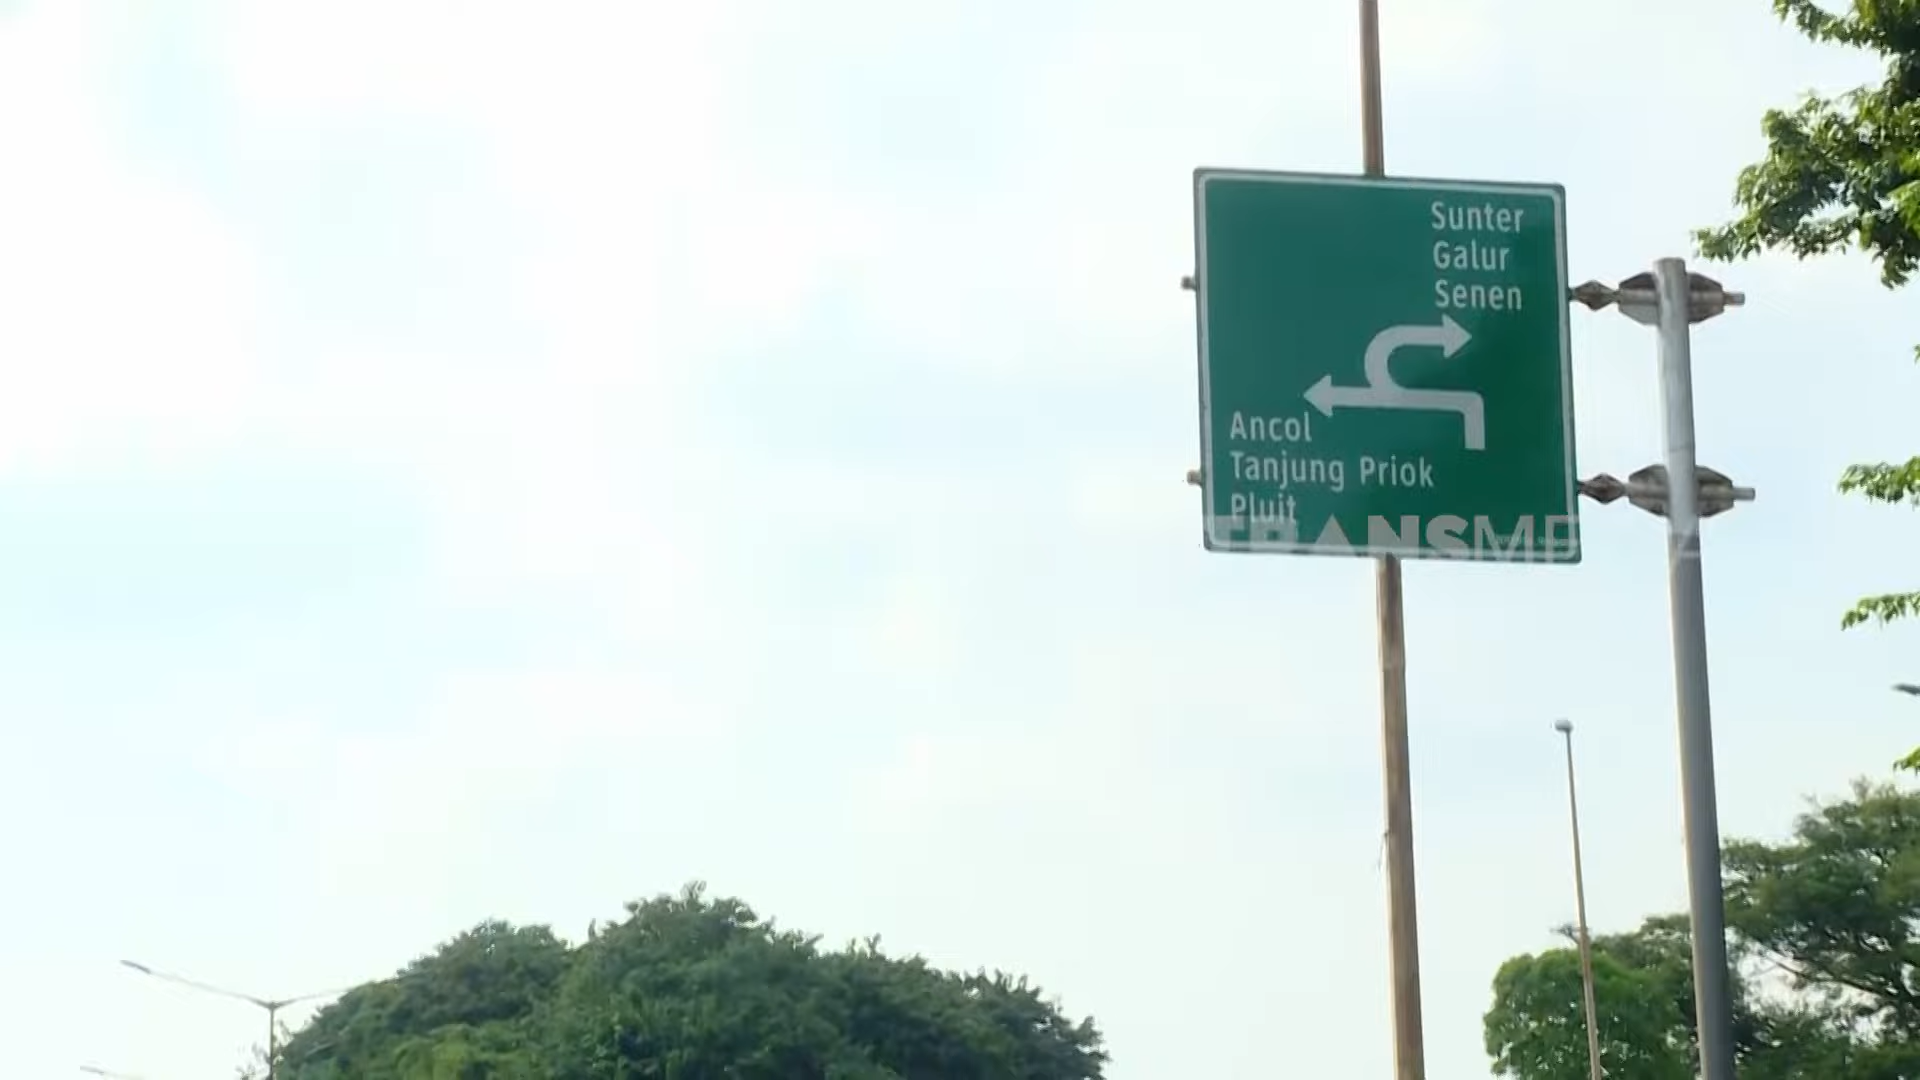 Sunter
Galur
Senen
Ancol
Tanjung Priok
Pluit